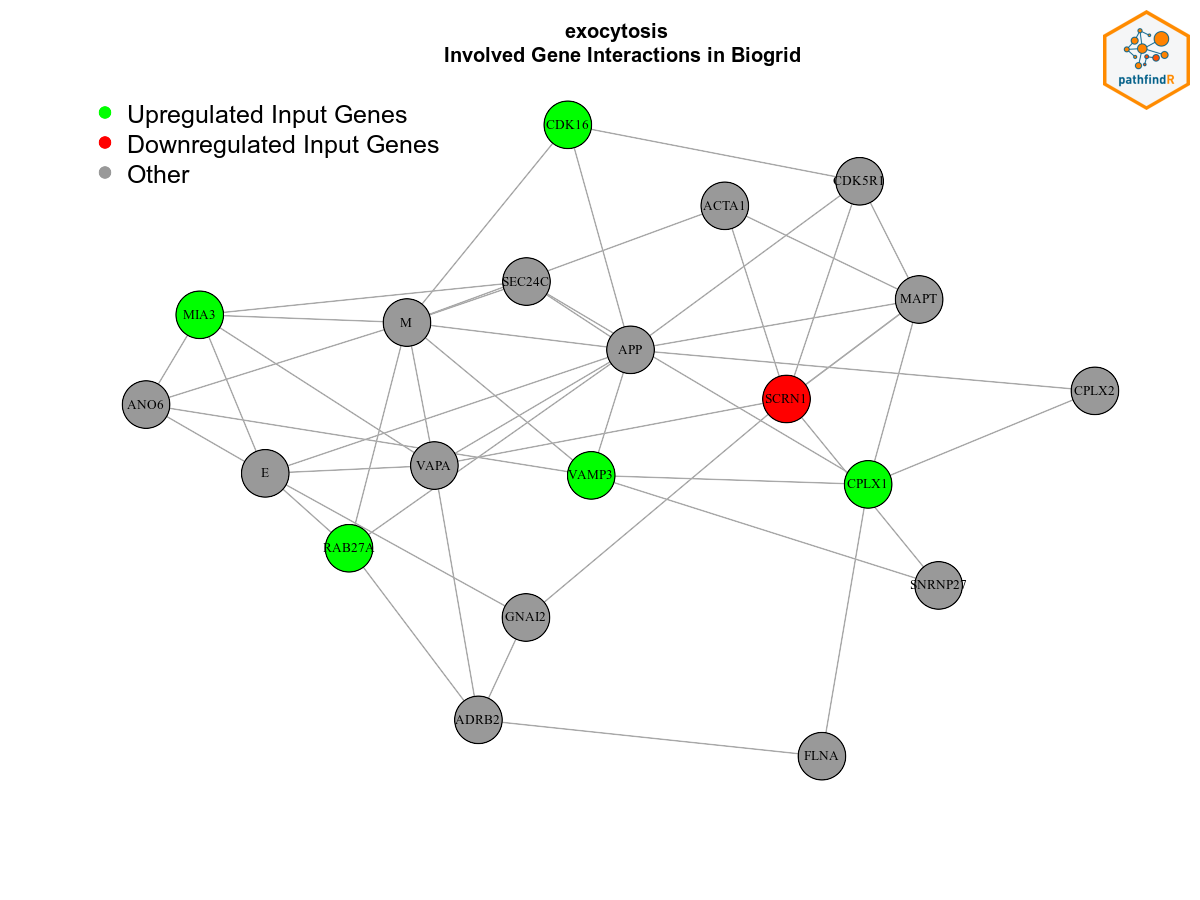 exocytosis
Involved Gene Interactions in Biogrid
pathfindR
Upregulated Input Genes
Downregulated Input Genes
Other
CDK16
CDK5R1
ACTA1
SEC24C
MAPT
MIA3
M
APP
CPLX2
SCRN1
ANO6
VAPA
E
VAMP3
CPLX1
RAB27A
SNRNP27
GNAI2
ADRB2
FLNA